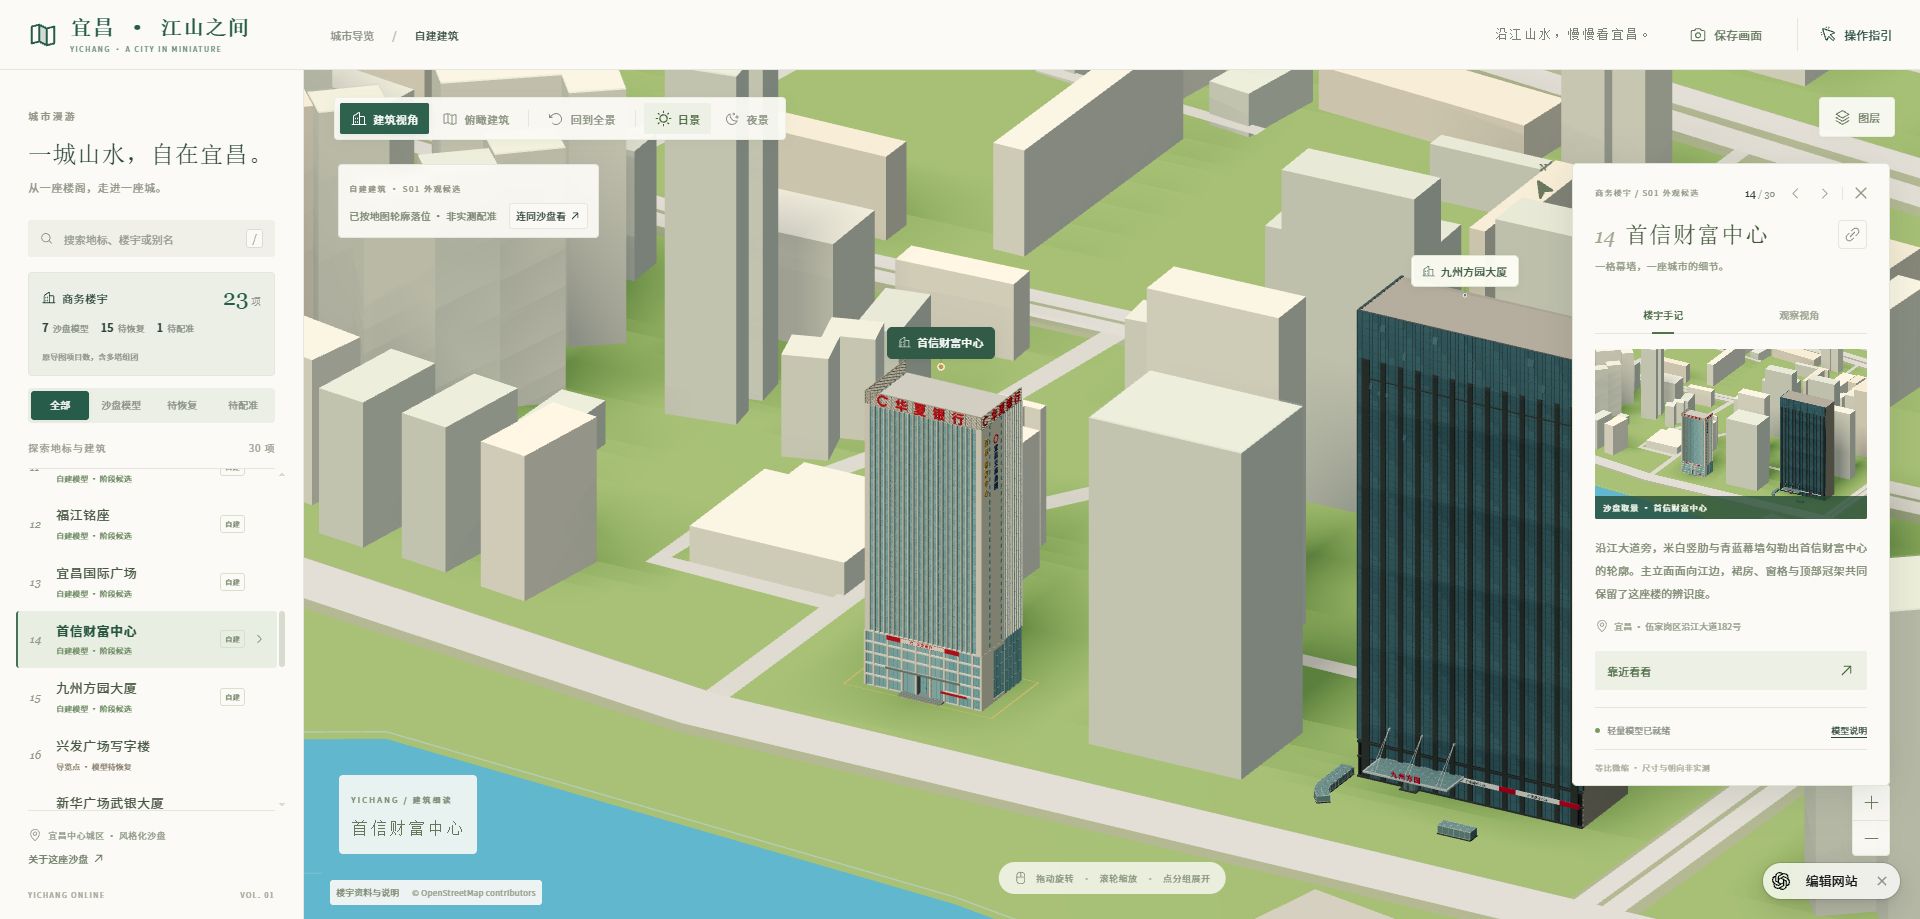 宜昌 • 江山之间
YICHANG • A CITY IN MINIATURE
城市导览 / 自建建筑
沿江山水，慢慢看宜昌。
保存画面
操作指引
城市漫游
一城山水，自在宜昌。
从一座楼阁，走进一座城。
搜索地标、楼宇或别名 /
商务楼宇 23 项
7 沙盘模型 15 待恢复 1 待配准
原导图项目数，含多塔组团
全部 沙盘模型 待恢复 待配准
探索地标与建筑 30 项
自建模型 • 阶段候选
12 福江铭座 自建
自建模型 • 阶段候选
13 宜昌国际广场 自建
自建模型 • 阶段候选
14 首信财富中心 自建
自建模型 • 阶段候选
15 九州方园大厦 自建
自建模型 • 阶段候选
16 兴发广场写字楼
导览点 • 模型待恢复
新华广场武银大厦
宜昌中心城区 • 风格化沙盘
关于这座沙盘
YICHANG ONLINE VOL. 01
建筑视角 俯瞰建筑 回到全景 日景 夜景
自建建筑 • S01 外观候选
已按地图轮廓落位 • 非实测配准 连同沙盘看
图层
首信财富中心
九州方园大厦
华夏银行
华夏银行
九州方园
YICHANG / 建筑细读
首信财富中心
楼宇资料与说明 © OpenStreetMap contributors
拖动旋转 · 滚轮缩放 · 点分组展开
商务楼宇 / S01 外观候选 14 / 30
14 首信财富中心
一格幕墙，一座城市的细节。
楼宇手记 观察视角
沙盘取景 • 首信财富中心
沿江大道旁，米白竖肋与青蓝幕墙勾勒出首信财富中心
的轮廓。主立面面向江边，裙房、窗格与顶部冠架共同
保留了这座楼的辨识度。
宜昌 • 伍家岗区沿江大道182号
靠近看看
轻量模型已就绪 模型说明
等比微缩 • 尺寸与朝向非实测
编辑网站